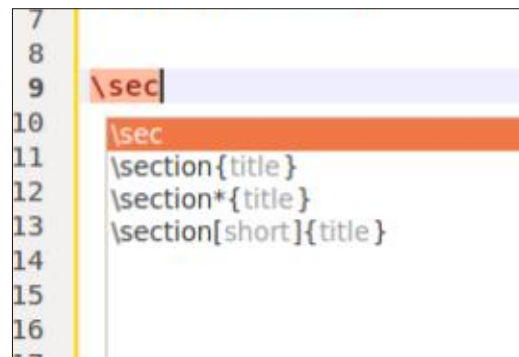 7
8
9 \sec
10 \sec
11 \section{title}
12 \section*{title}
13 \section[short]{title}
14
15
16
17